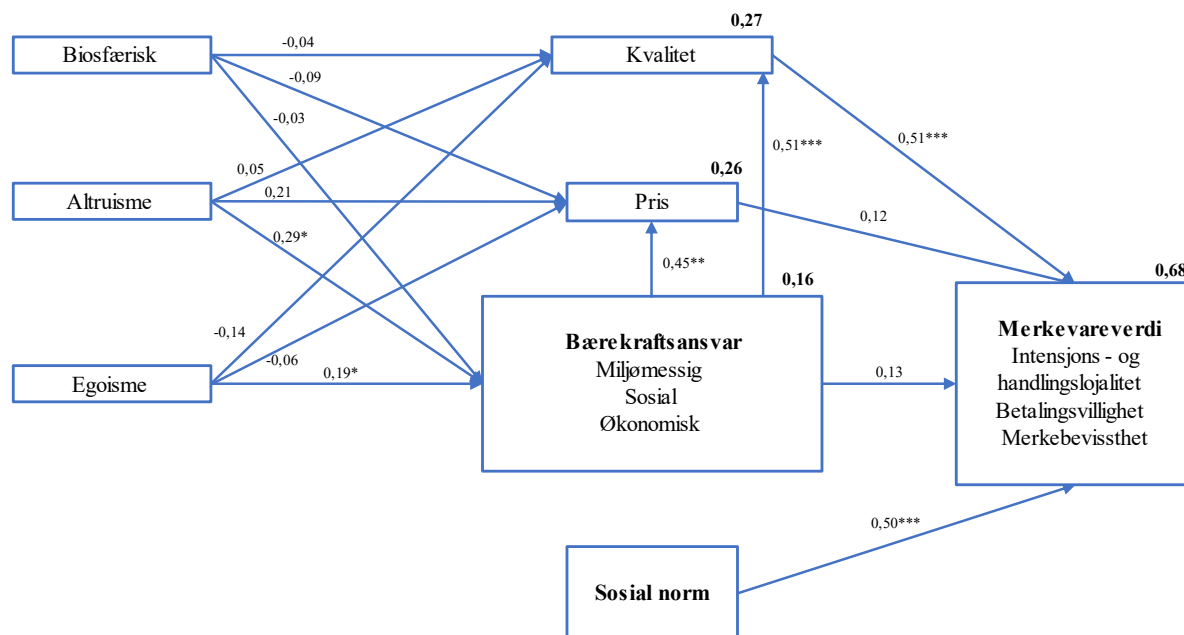 0,27
Biosfærisk
-0,04
Kvalitet
-0,09
-0,03
0,51***
0,51***
0,05
0,26
Altruisme
0,21
Pris
0,12
0,29*
0,45**
0,16
0,68
-0,14
Bærekraftsansvar
Miljømessig
Sosial
Økonomisk
Merkevareverdi
Intensjons - og
handlingslojalitet
Betalingsvillighet
Merkebevissthet
-0,06
Egoisme
0,19*
0,13
0,50***
Sosial norm